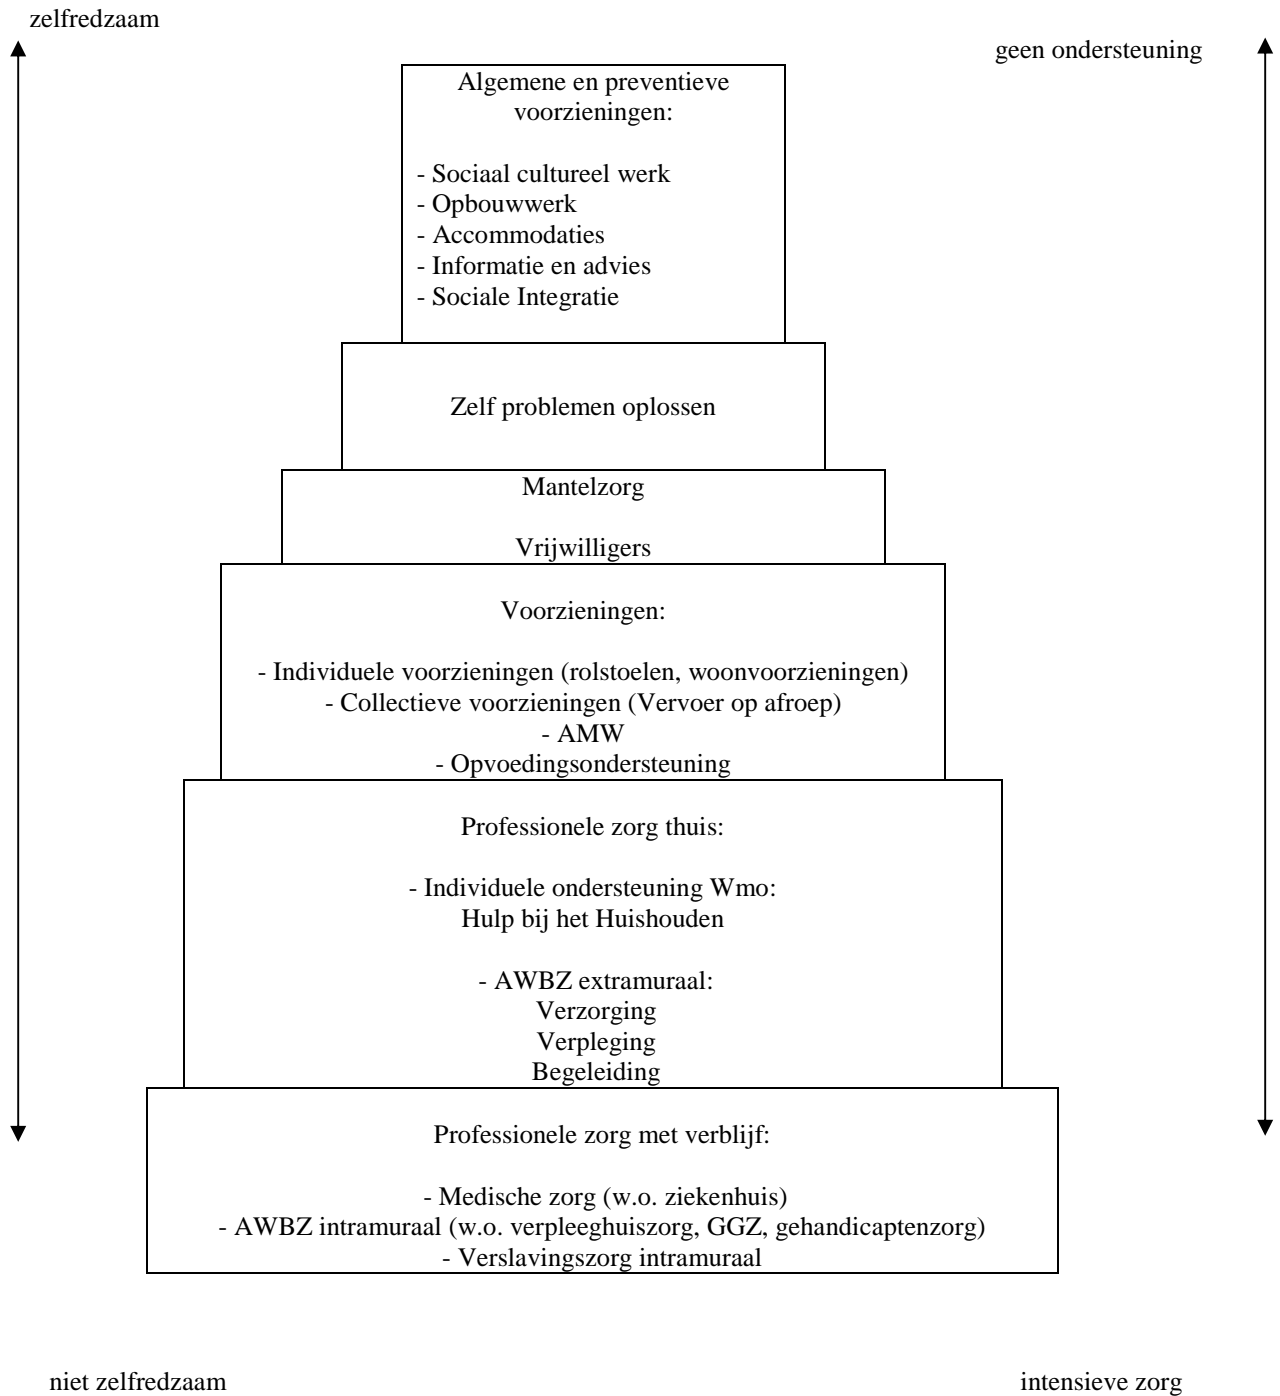 zelfredzaam
geen ondersteuning
Algemene en preventieve
voorzieningen:
- Sociaal cultureel werk
- Opbouwwerk
- Accommodaties
- Informatie en advies
- Sociale Integratie
Zelf problemen oplossen
Mantelzorg
Vrijwilligers
Voorzieningen:
- Individuele voorzieningen (rolstoelen, woonvoorzieningen)
- Collectieve voorzieningen (Vervoer op afroep)
- AMW
- Opvoedingsondersteuning
Professionele zorg thuis:
- Individuele ondersteuning Wmo:
Hulp bij het Huishouden
- AWBZ extramuraal:
Verzorging
Verpleging
Begeleiding
Professionele zorg met verblijf:
- Medische zorg (w.o. ziekenhuis)
- AWBZ intramuraal (w.o. verpleeghuiszorg, GGZ, gehandicaptenzorg)
- Verslavingszorg intramuraal
niet zelfredzaam
intensieve zorg